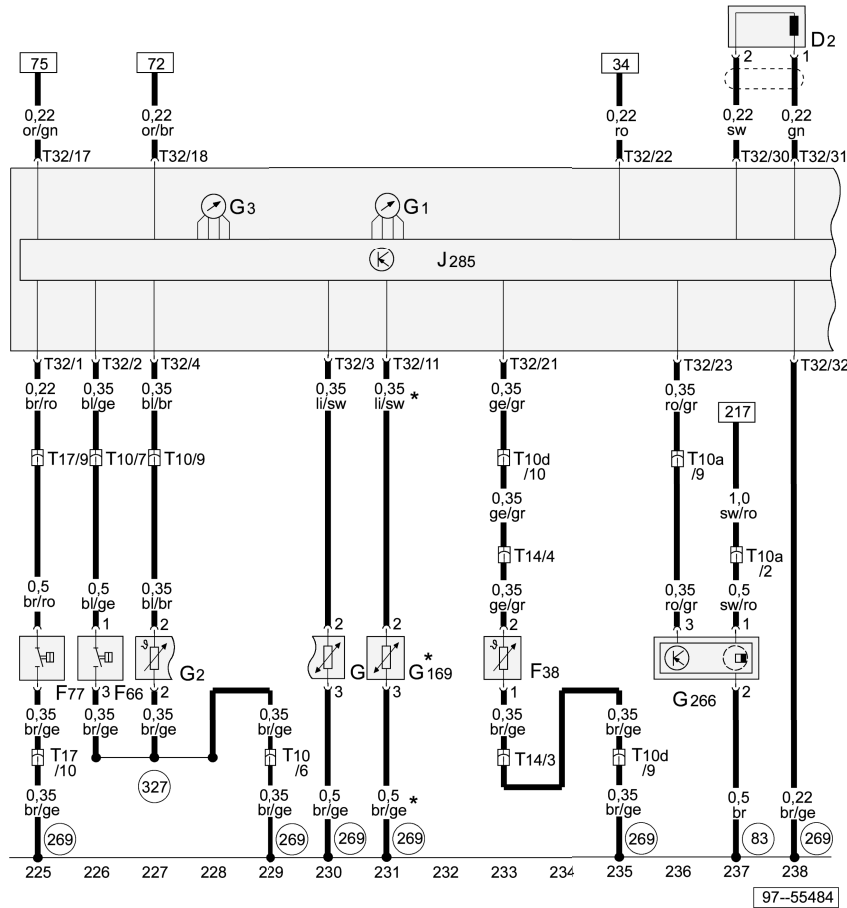 D2
2 1
75 72 34
0,22 0,22 0,22 0,22 0,22
or/gn or/br ro sw gn
T32/17 T32/18 T32/22 T32/30 T32/31
G3 G1
J285
T32/1 T32/2 T32/4 T32/3 T32/11 T32/21 T32/23 T32/32
0,22 0,35 0,35 0,35 0,35 0,35 0,35
br/ro bl/ge bl/br li/sw li/sw * ge/gr ro/gr
217
T17/9 T10/7 T10/9 T10d T10a
/10 /9
0,35 1,0
ge/gr sw/ro
T14/4 T10a
/2
0,5 0,5 0,35 0,35 0,35 0,5
br/ro bl/ge bl/br ge/gr ro/gr sw/ro
1 2 2 2 2 3 1
F77 F66 G2 G G*169 F38 G266
3 2 3 3 1 2
0,35 0,35 0,35 0,35 0,35 0,35
br/ge br/ge br/ge br/ge br/ge br/ge
T17 T10 T14/3 T10d
/10 /6 /9
327
0,35 0,35 0,5 0,5 0,35 0,5 0,22
br/ge br/ge br/ge br/ge * br/ge br br/ge
269 269 269 269 269 83 269
225 226 227 228 229 230 231 232 233 234 235 236 237 238
97--55484